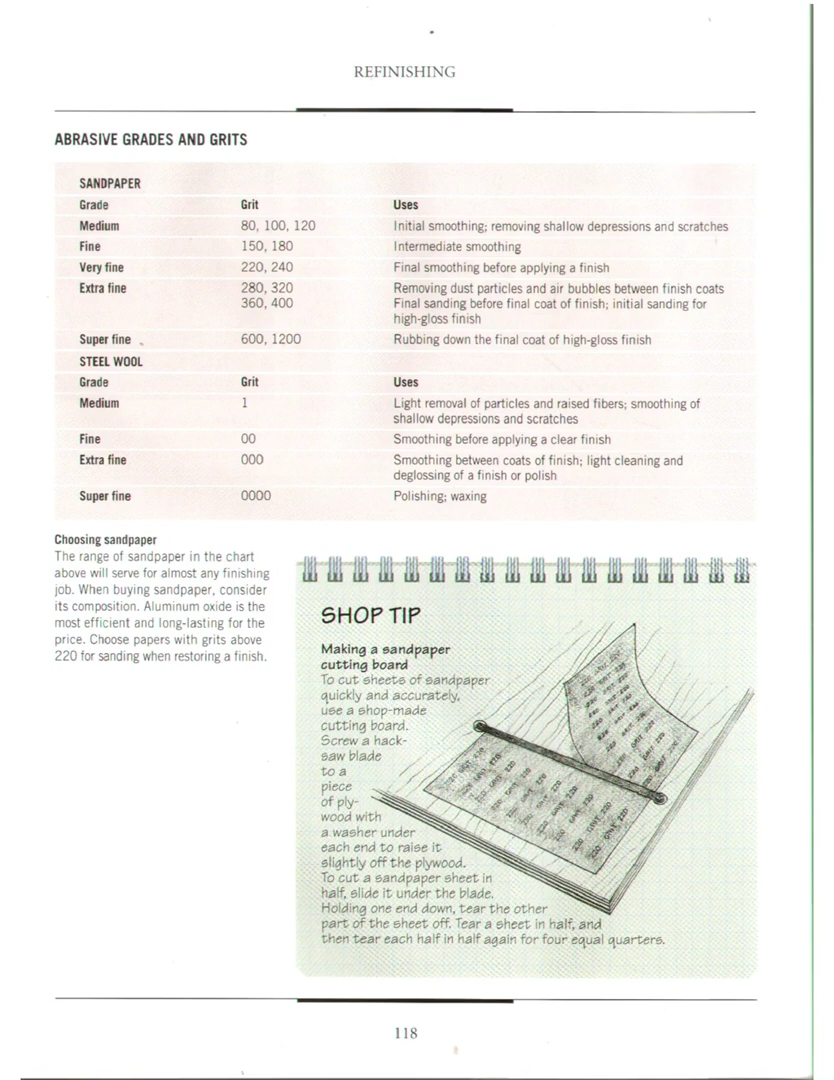 REFINISHING
ABRASIVE GRADES AND GRITS
SANDPAPER
Grade Grit Uses
Medium 80, 100, 120 Initial smoothing; removing shallow depressions and scratches
Fine 150, 180 Intermediate smoothing
Very fine 220, 240 Final smoothing before applying a finish
Extra fine 280, 320 Removing dust particles and air bubbles between finish coats
360, 400 Final sanding before final coat of finish; initial sanding for
high-gloss finish
Super fine 600, 1200 Rubbing down the final coat of high-gloss finish
STEEL WOOL
Grade Grit Uses
Medium 1 Light removal of particles and raised fibers; smoothing of
shallow depressions and scratches
Fine 00 Smoothing before applying a clear finish
Extra fine 000 Smoothing between coats of finish; light cleaning and
deglossing of a finish or polish
Super fine 0000 Polishing; waxing
Choosing sandpaper
The range of sandpaper in the chart
above will serve for almost any finishing
job. When buying sandpaper, consider
its composition. Aluminum oxide is the
most efficient and long-lasting for the
price. Choose papers with grits above
220 for sanding when restoring a finish.
SHOP TIP
Making a sandpaper
cutting board
To cut sheets of sandpaper
quickly and accurately,
use a shop-made
cutting board.
Screw a hack-
saw blade
to a
piece
of ply-
wood with
a washer under
each end to raise it
slightly off the plywood.
To cut a sandpaper sheet in
half, slide it under the blade.
Holding one end down, tear the other
part of the sheet off. Tear a sheet in half, and
then tear each half in half again for four equal quarters.
118